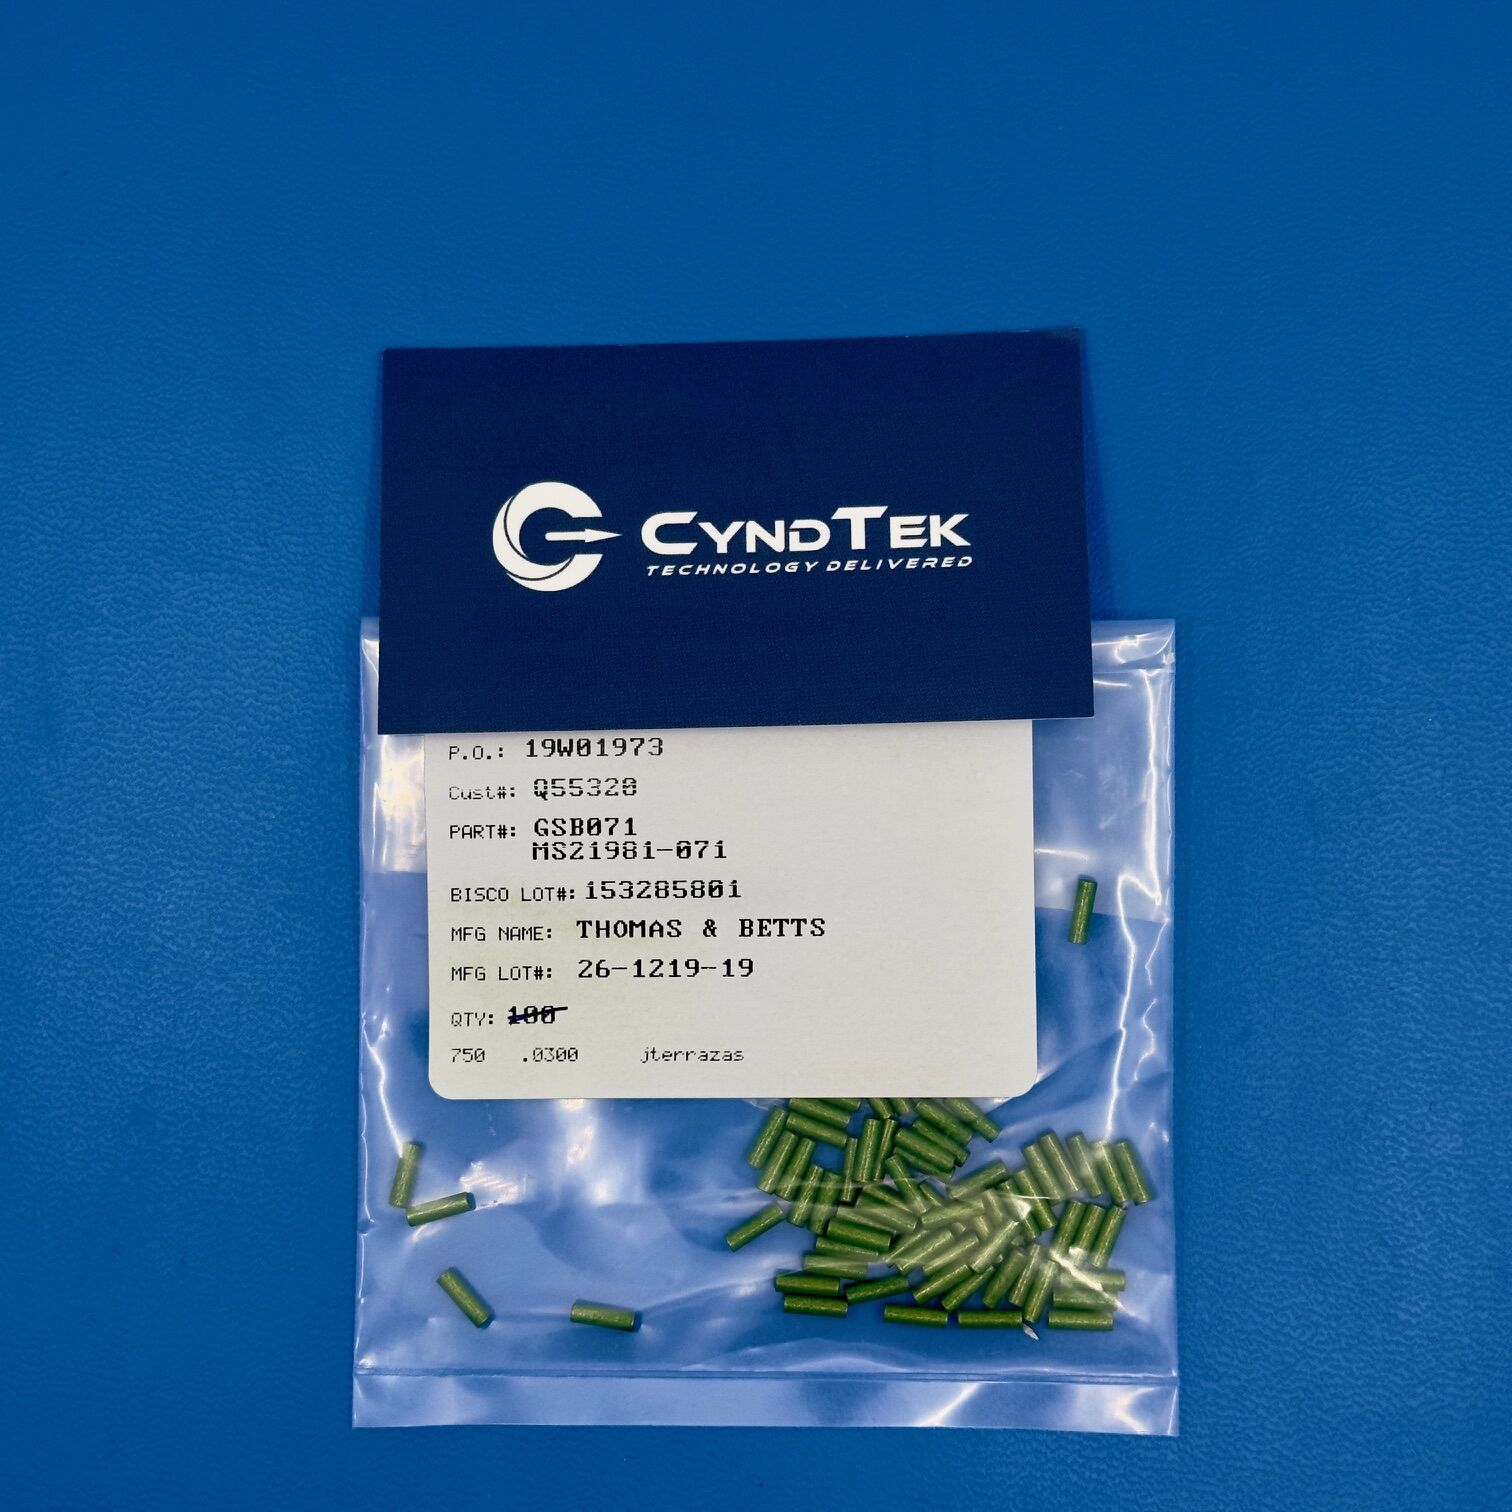 CYNDTEK
TECHNOLOGY DELIVERED
P.O.: 19W01973
Cust#: Q55320
PART#: GSB071
MS21981-071
BISCO LOT#: 153285801
MFG NAME: THOMAS & BETTS
MFG LOT#: 26-1219-19
QTY: 100
750 .0300 jterrazas